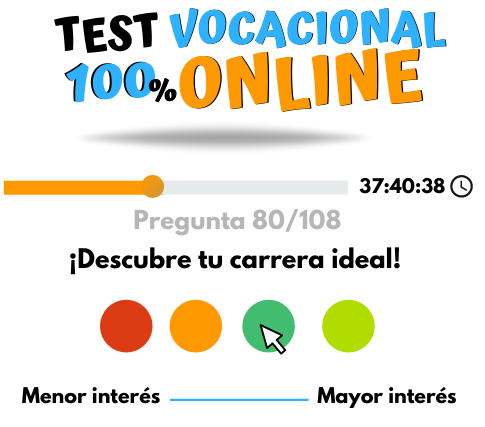 TEST VOCACIONAL
100% ONLINE
37:40:38
Pregunta 80/108
¡Descubre tu carrera ideal!
Menor interés Mayor interés